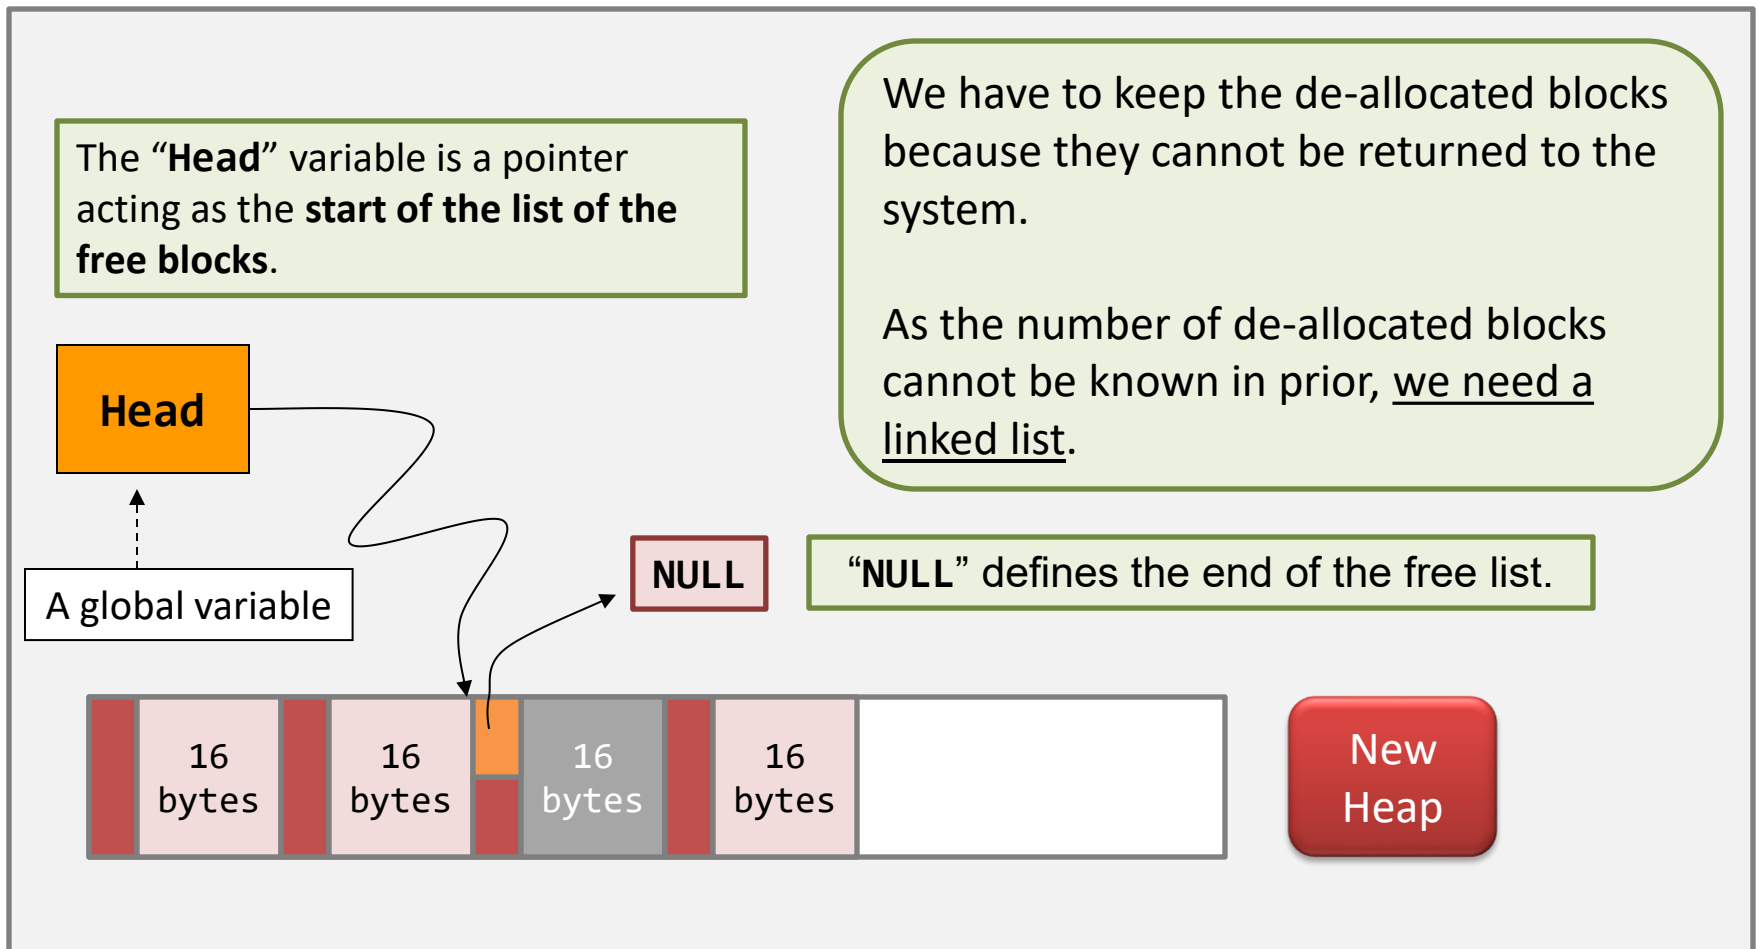 The “Head” variable is a pointer
acting as the start of the list of the
free blocks.
We have to keep the de-allocated blocks
because they cannot be returned to the
system.
As the number of de-allocated blocks
cannot be known in prior, we need a
linked list.
Head
A global variable
NULL
“NULL” defines the end of the free list.
16
bytes
16
bytes
16
bytes
16
bytes
New
Heap